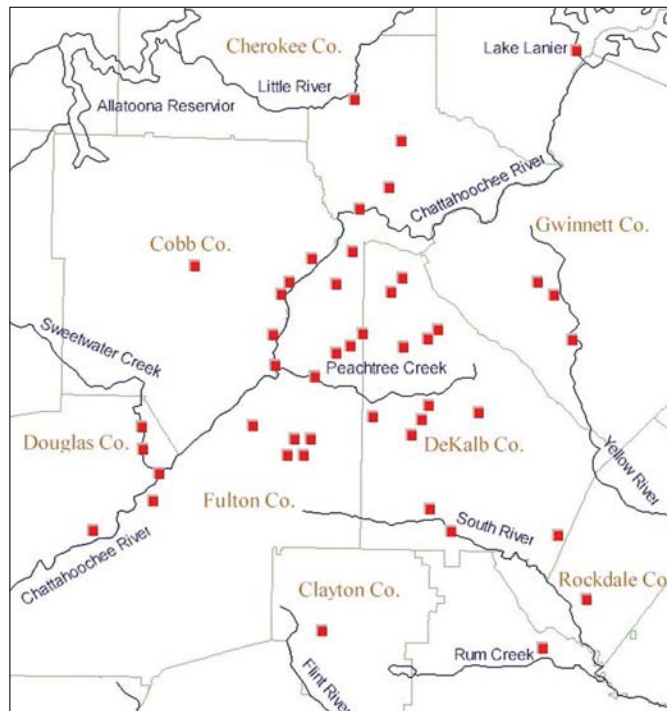 Cherokee Co.
Lake Lanier
Little River
Allatoona Reservior
Chattahoochee River
Gwinnett Co.
Cobb Co.
Sweetwater Creek
Peachtree Creek
Douglas Co.
DeKalb Co.
Yellow River
Fulton Co.
South River
Chattahoochee River
Clayton Co.
Rockdale Co
Rum Creek
Flint River